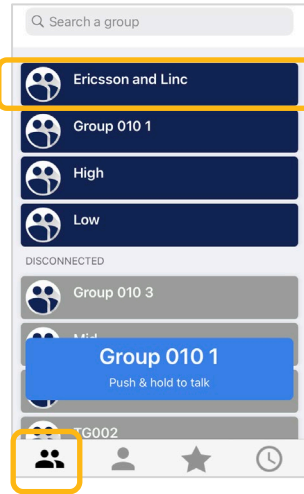 Search a group
Ericsson and Linc
Group 010 1
High
Low
DISCONNECTED
Group 010 3
Mid
Group 010 1
Push & hold to talk
TG002